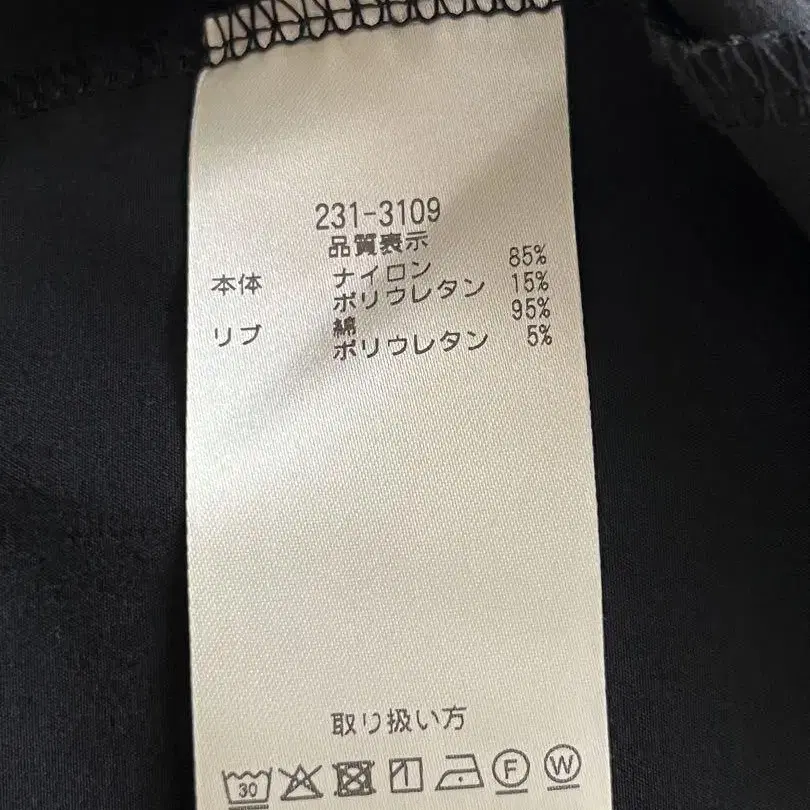 231-3109
品質表示
本体 ナイロン 85%
ポリウレタン 15%
リブ 綿 95%
ポリウレタン 5%
取り扱い方
30 F W